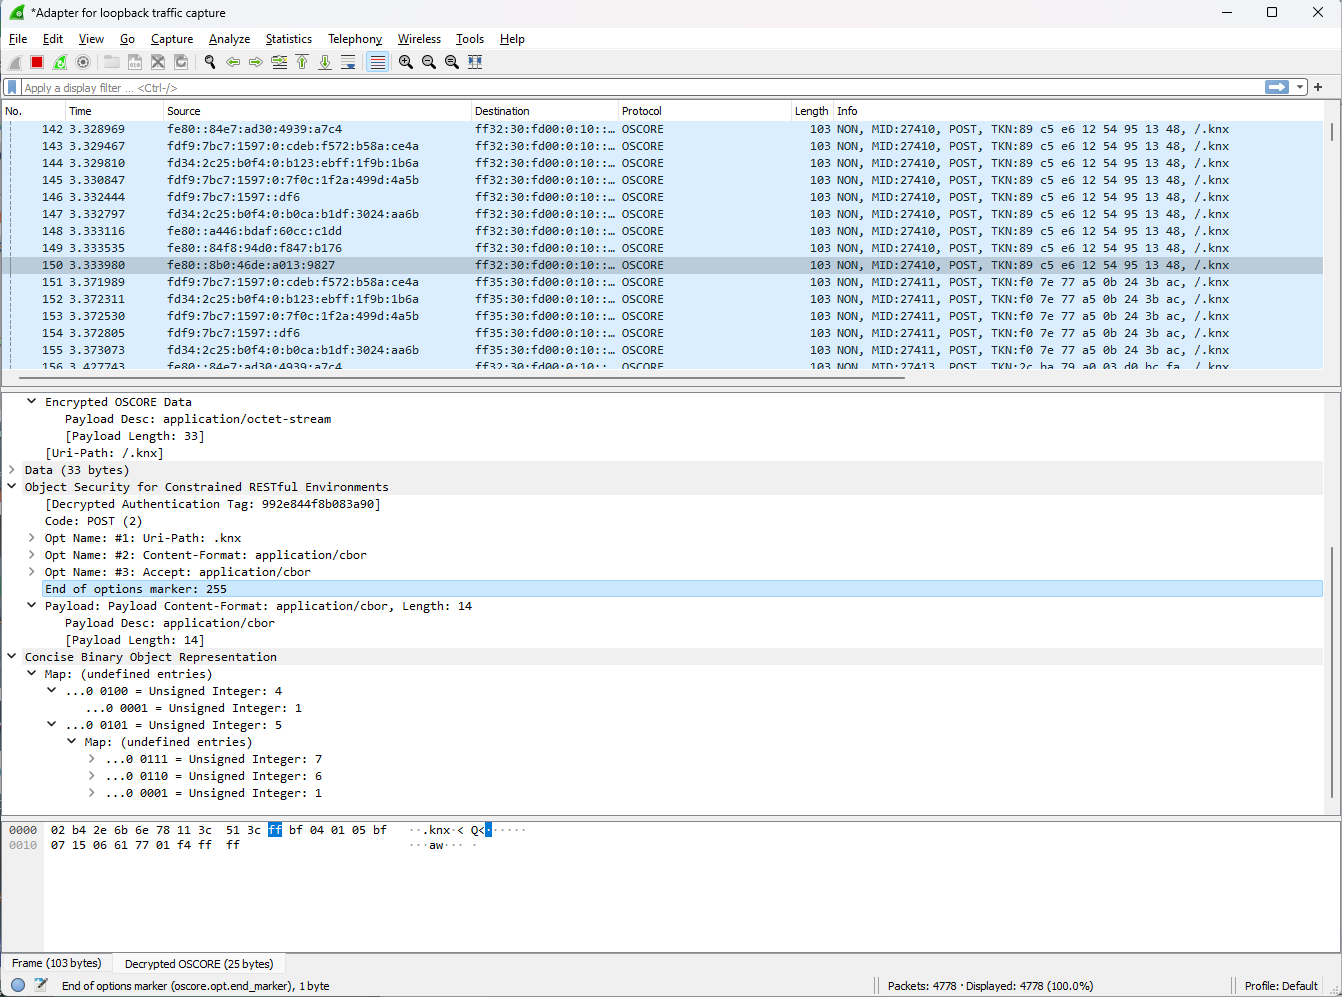 *Adapter for loopback traffic capture
File Edit View Go Capture Analyze Statistics Telephony Wireless Tools Help
Apply a display filter ... <Ctrl-/>
No. Time Source Destination Protocol Length Info
142 3.328969 fe80::84e7:ad30:4939:a7c4 ff32:30:fd00:0:10::… OSCORE 103 NON, MID:27410, POST, TKN:89 c5 e6 12 54 95 13 48, /.knx
143 3.329467 fdf9:7bc7:1597:0:cdeb:f572:b58a:ce4a ff32:30:fd00:0:10::… OSCORE 103 NON, MID:27410, POST, TKN:89 c5 e6 12 54 95 13 48, /.knx
144 3.329810 fd34:2c25:b0f4:0:b123:ebff:1f9b:1b6a ff32:30:fd00:0:10::… OSCORE 103 NON, MID:27410, POST, TKN:89 c5 e6 12 54 95 13 48, /.knx
145 3.330847 fdf9:7bc7:1597:0:7f0c:1f2a:499d:4a5b ff32:30:fd00:0:10::… OSCORE 103 NON, MID:27410, POST, TKN:89 c5 e6 12 54 95 13 48, /.knx
146 3.332444 fdf9:7bc7:1597::df6 ff32:30:fd00:0:10::… OSCORE 103 NON, MID:27410, POST, TKN:89 c5 e6 12 54 95 13 48, /.knx
147 3.332797 fd34:2c25:b0f4:0:b0ca:b1df:3024:aa6b ff32:30:fd00:0:10::… OSCORE 103 NON, MID:27410, POST, TKN:89 c5 e6 12 54 95 13 48, /.knx
148 3.333116 fe80::a446:bdaf:60cc:c1dd ff32:30:fd00:0:10::… OSCORE 103 NON, MID:27410, POST, TKN:89 c5 e6 12 54 95 13 48, /.knx
149 3.333535 fe80::84f8:94d0:f847:b176 ff32:30:fd00:0:10::… OSCORE 103 NON, MID:27410, POST, TKN:89 c5 e6 12 54 95 13 48, /.knx
150 3.333980 fe80::8b0:46de:a013:9827 ff32:30:fd00:0:10::… OSCORE 103 NON, MID:27410, POST, TKN:89 c5 e6 12 54 95 13 48, /.knx
151 3.371989 fdf9:7bc7:1597:0:cdeb:f572:b58a:ce4a ff35:30:fd00:0:10::… OSCORE 103 NON, MID:27411, POST, TKN:f0 7e 77 a5 0b 24 3b ac, /.knx
152 3.372311 fd34:2c25:b0f4:0:b123:ebff:1f9b:1b6a ff35:30:fd00:0:10::… OSCORE 103 NON, MID:27411, POST, TKN:f0 7e 77 a5 0b 24 3b ac, /.knx
153 3.372530 fdf9:7bc7:1597:0:7f0c:1f2a:499d:4a5b ff35:30:fd00:0:10::… OSCORE 103 NON, MID:27411, POST, TKN:f0 7e 77 a5 0b 24 3b ac, /.knx
154 3.372805 fdf9:7bc7:1597::df6 ff35:30:fd00:0:10::… OSCORE 103 NON, MID:27411, POST, TKN:f0 7e 77 a5 0b 24 3b ac, /.knx
155 3.373073 fd34:2c25:b0f4:0:b0ca:b1df:3024:aa6b ff35:30:fd00:0:10::… OSCORE 103 NON, MID:27411, POST, TKN:f0 7e 77 a5 0b 24 3b ac, /.knx
156 3.427743 fe80::84e7:ad30:4939:a7c4 ff32:30:fd00:0:10::… OSCORE 103 NON, MID:27413, POST, TKN:2c ba 79 a0 03 d0 bc fa, /.knx
Encrypted OSCORE Data
Payload Desc: application/octet-stream
[Payload Length: 33]
[Uri-Path: /.knx]
Data (33 bytes)
Object Security for Constrained RESTful Environments
[Decrypted Authentication Tag: 992e844f8b083a90]
Code: POST (2)
Opt Name: #1: Uri-Path: .knx
Opt Name: #2: Content-Format: application/cbor
Opt Name: #3: Accept: application/cbor
End of options marker: 255
Payload: Payload Content-Format: application/cbor, Length: 14
Payload Desc: application/cbor
[Payload Length: 14]
Concise Binary Object Representation
Map: (undefined entries)
...0 0100 = Unsigned Integer: 4
...0 0001 = Unsigned Integer: 1
...0 0101 = Unsigned Integer: 5
Map: (undefined entries)
...0 0111 = Unsigned Integer: 7
...0 0110 = Unsigned Integer: 6
...0 0001 = Unsigned Integer: 1
0000 02 b4 2e 6b 6e 78 11 3c 51 3c ff bf 04 01 05 bf ··.knx·< Q<······
0010 07 15 06 61 77 01 f4 ff ff ···aw··· ·
Frame (103 bytes) Decrypted OSCORE (25 bytes)
End of options marker (oscore.opt.end_marker), 1 byte Packets: 4778 · Displayed: 4778 (100.0%) Profile: Default